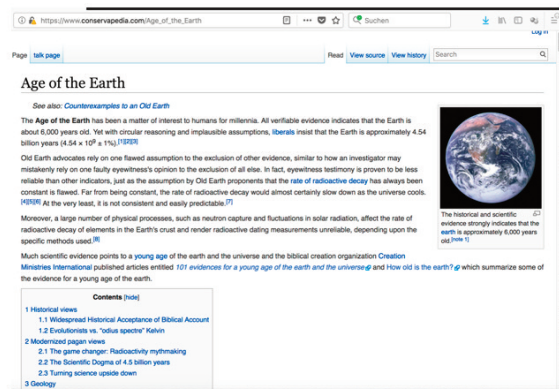 https://www.conservapedia.com/Age_of_the_Earth
Suchen
Log in
Page talk page
Read View source View history Search
Age of the Earth
See also: Counterexamples to an Old Earth
The Age of the Earth has been a matter of interest to humans for millennia. All verifiable evidences indicates that the Earth is
about 6,000 years old. Yet with circular reasoning and implausible assumptions, liberals insist that the Earth is approximately 4.54
billion years (4.54 × 10⁹ ± 1%).[1][2][3]
Old Earth advocates rely on one flawed assumption to the exclusion of other evidence, similar to how an investigator may
mistakenly rely on one faulty eyewitness's opinion to the exclusion of all else. In fact, eyewitness testimony is proven to be less
reliable than other indicators, just as the assumption by Old Earth proponents that the rate of radioactive decay has always been
constant is flawed. Far from being constant, the rate of radioactive decay would almost certainly slow down as the universe cools.
[4][5][6] At the very least, it is not consistent and easily predictable.[7]
Moreover, a large number of physical processes, such as neutron capture and fluctuations in solar radiation, affect the rate of
radioactive decay of elements in the Earth's crust and render radioactive dating measurements unreliable, depending upon the
specific methods used.[8]
Much scientific evidence points to a young age of the earth and the universe and the biblical creation organization Creation
Ministries International published articles entitled 101 evidences for a young age of the earth and the universe and How old is the earth? which summarize some of
the evidence for a young age of the earth.
The historical and scientific
evidence strongly indicates that the
earth is approximately 6,000 years
old.[note 1]
Contents [hide]
1 Historical views
1.1 Widespread Historical Acceptance of Biblical Account
1.2 Evolutionists vs. "odius spectre" Kelvin
2 Modernized pagan views
2.1 The game changer: Radioactivity mythmaking
2.2 The Scientific Dogma of 4.5 billion years
2.3 Turning science upside down
3 Geology